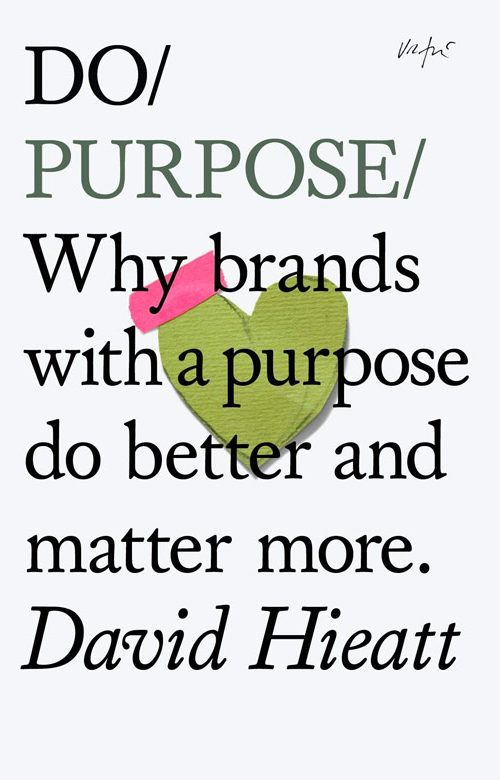 DO/
PURPOSE/
Why brands
with a purpose
do better and
matter more.
David Hieatt